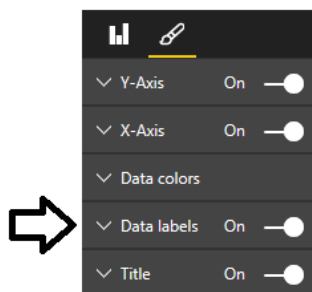 Y-Axis On
X-Axis On
Data colors
Data labels On
Title On